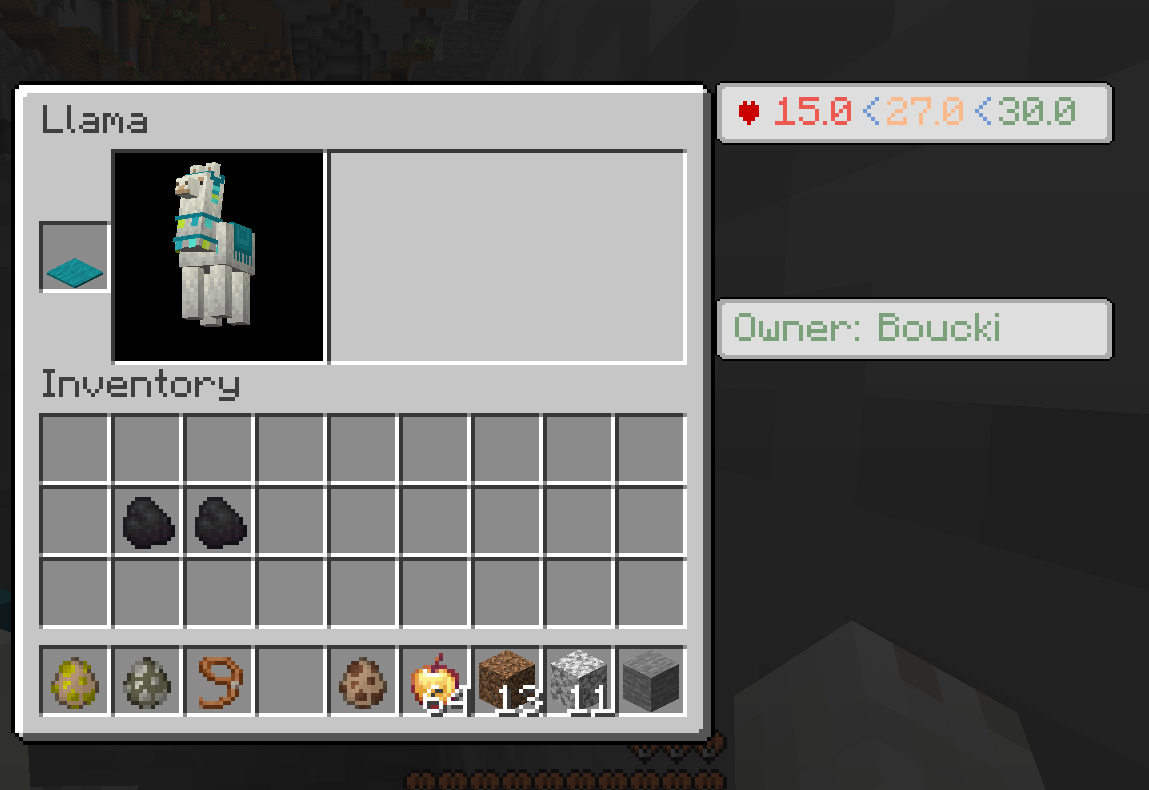 Llama
15.0 <27.0 <30.0
Owner: Boucki
Inventory
64 13 11